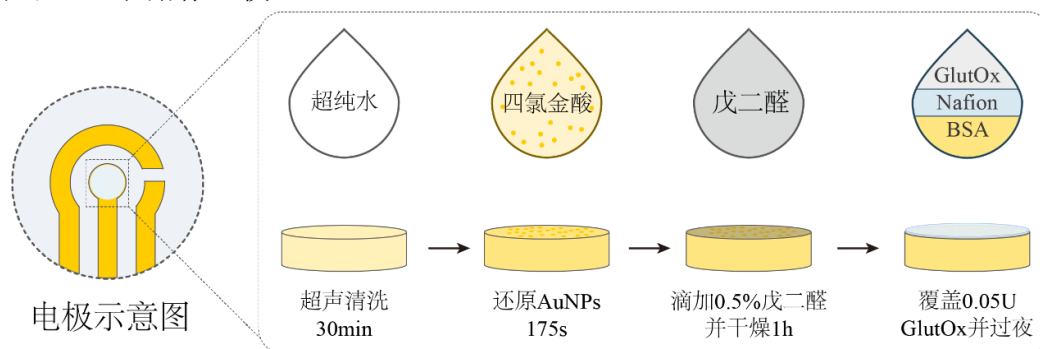 超纯水
四氯金酸
戊二醛
GlutOx
Nafion
BSA
电极示意图
超声清洗
30min
还原AuNPs
175s
滴加0.5%戊二醛
并干燥1h
覆盖0.05U
GlutOx并过夜